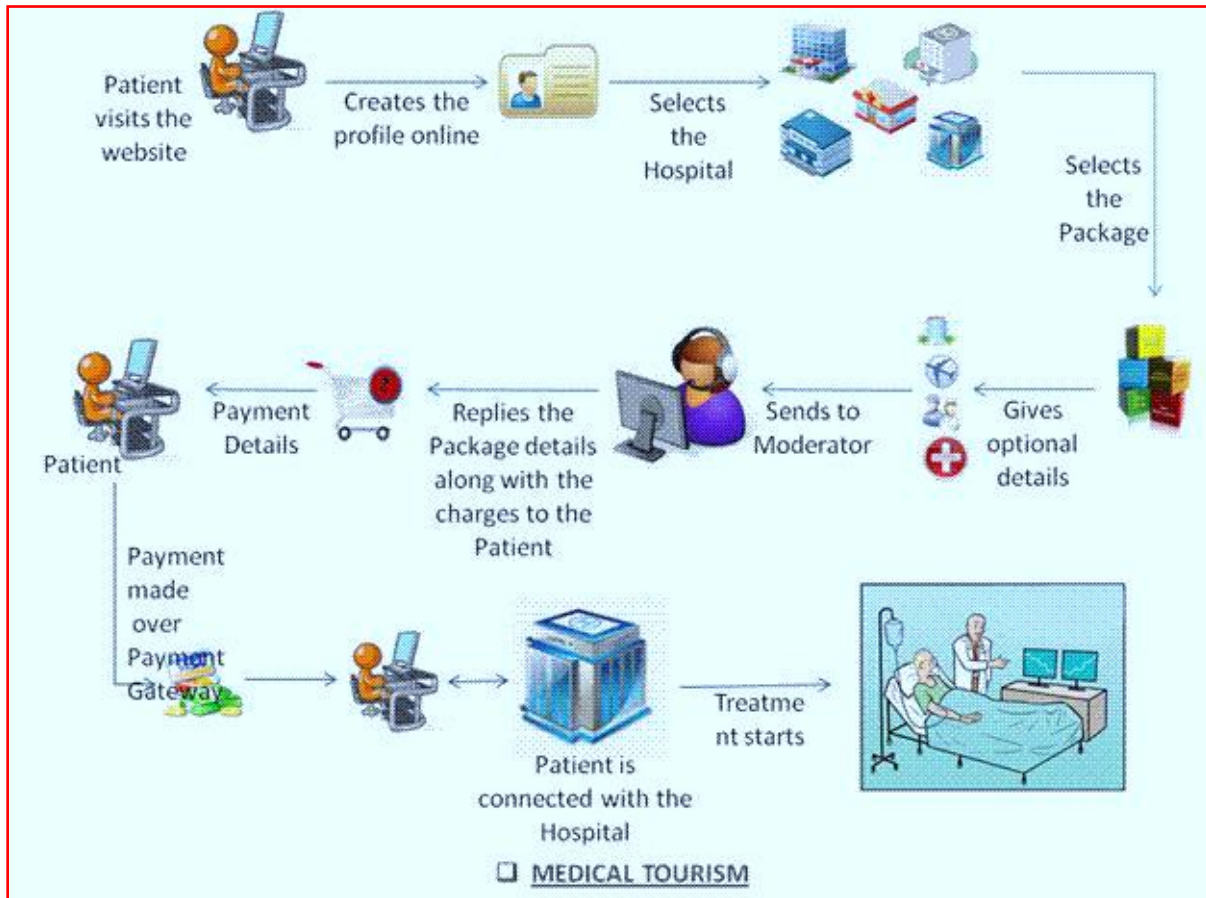 Patient
visits the
website
Creates the
profile online
Selects
the
Hospital
Selects
the
Package
Gives
optional
details
Sends to
Moderator
Replies the
Package details
along with the
charges to the
Patient
Payment
Details
Patient
Payment
made
over
Payment
Gateway
Patient is
connected with the
Hospital
Treatme
nt starts
❑ MEDICAL TOURISM